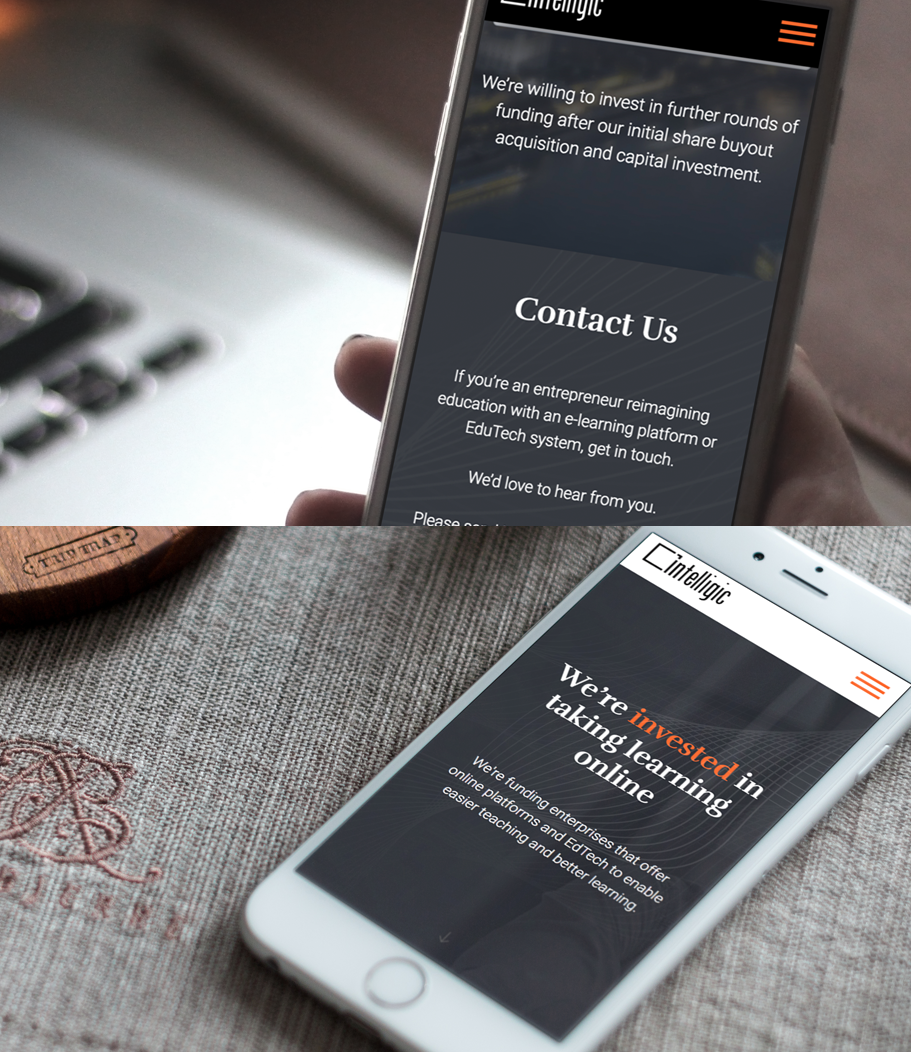 intelligic
We're willing to invest in further rounds of
funding after our initial share buyout
acquisition and capital investment.
Contact Us
If you're an entrepreneur reimagining
education with an e-learning platform or
EduTech system, get in touch.
We'd love to hear from you.
Please
TRIP TRAP
intelligic
We're invested in
taking learning
online
We're funding enterprises that offer
online platforms and EdTech to enable
easier teaching and better learning.